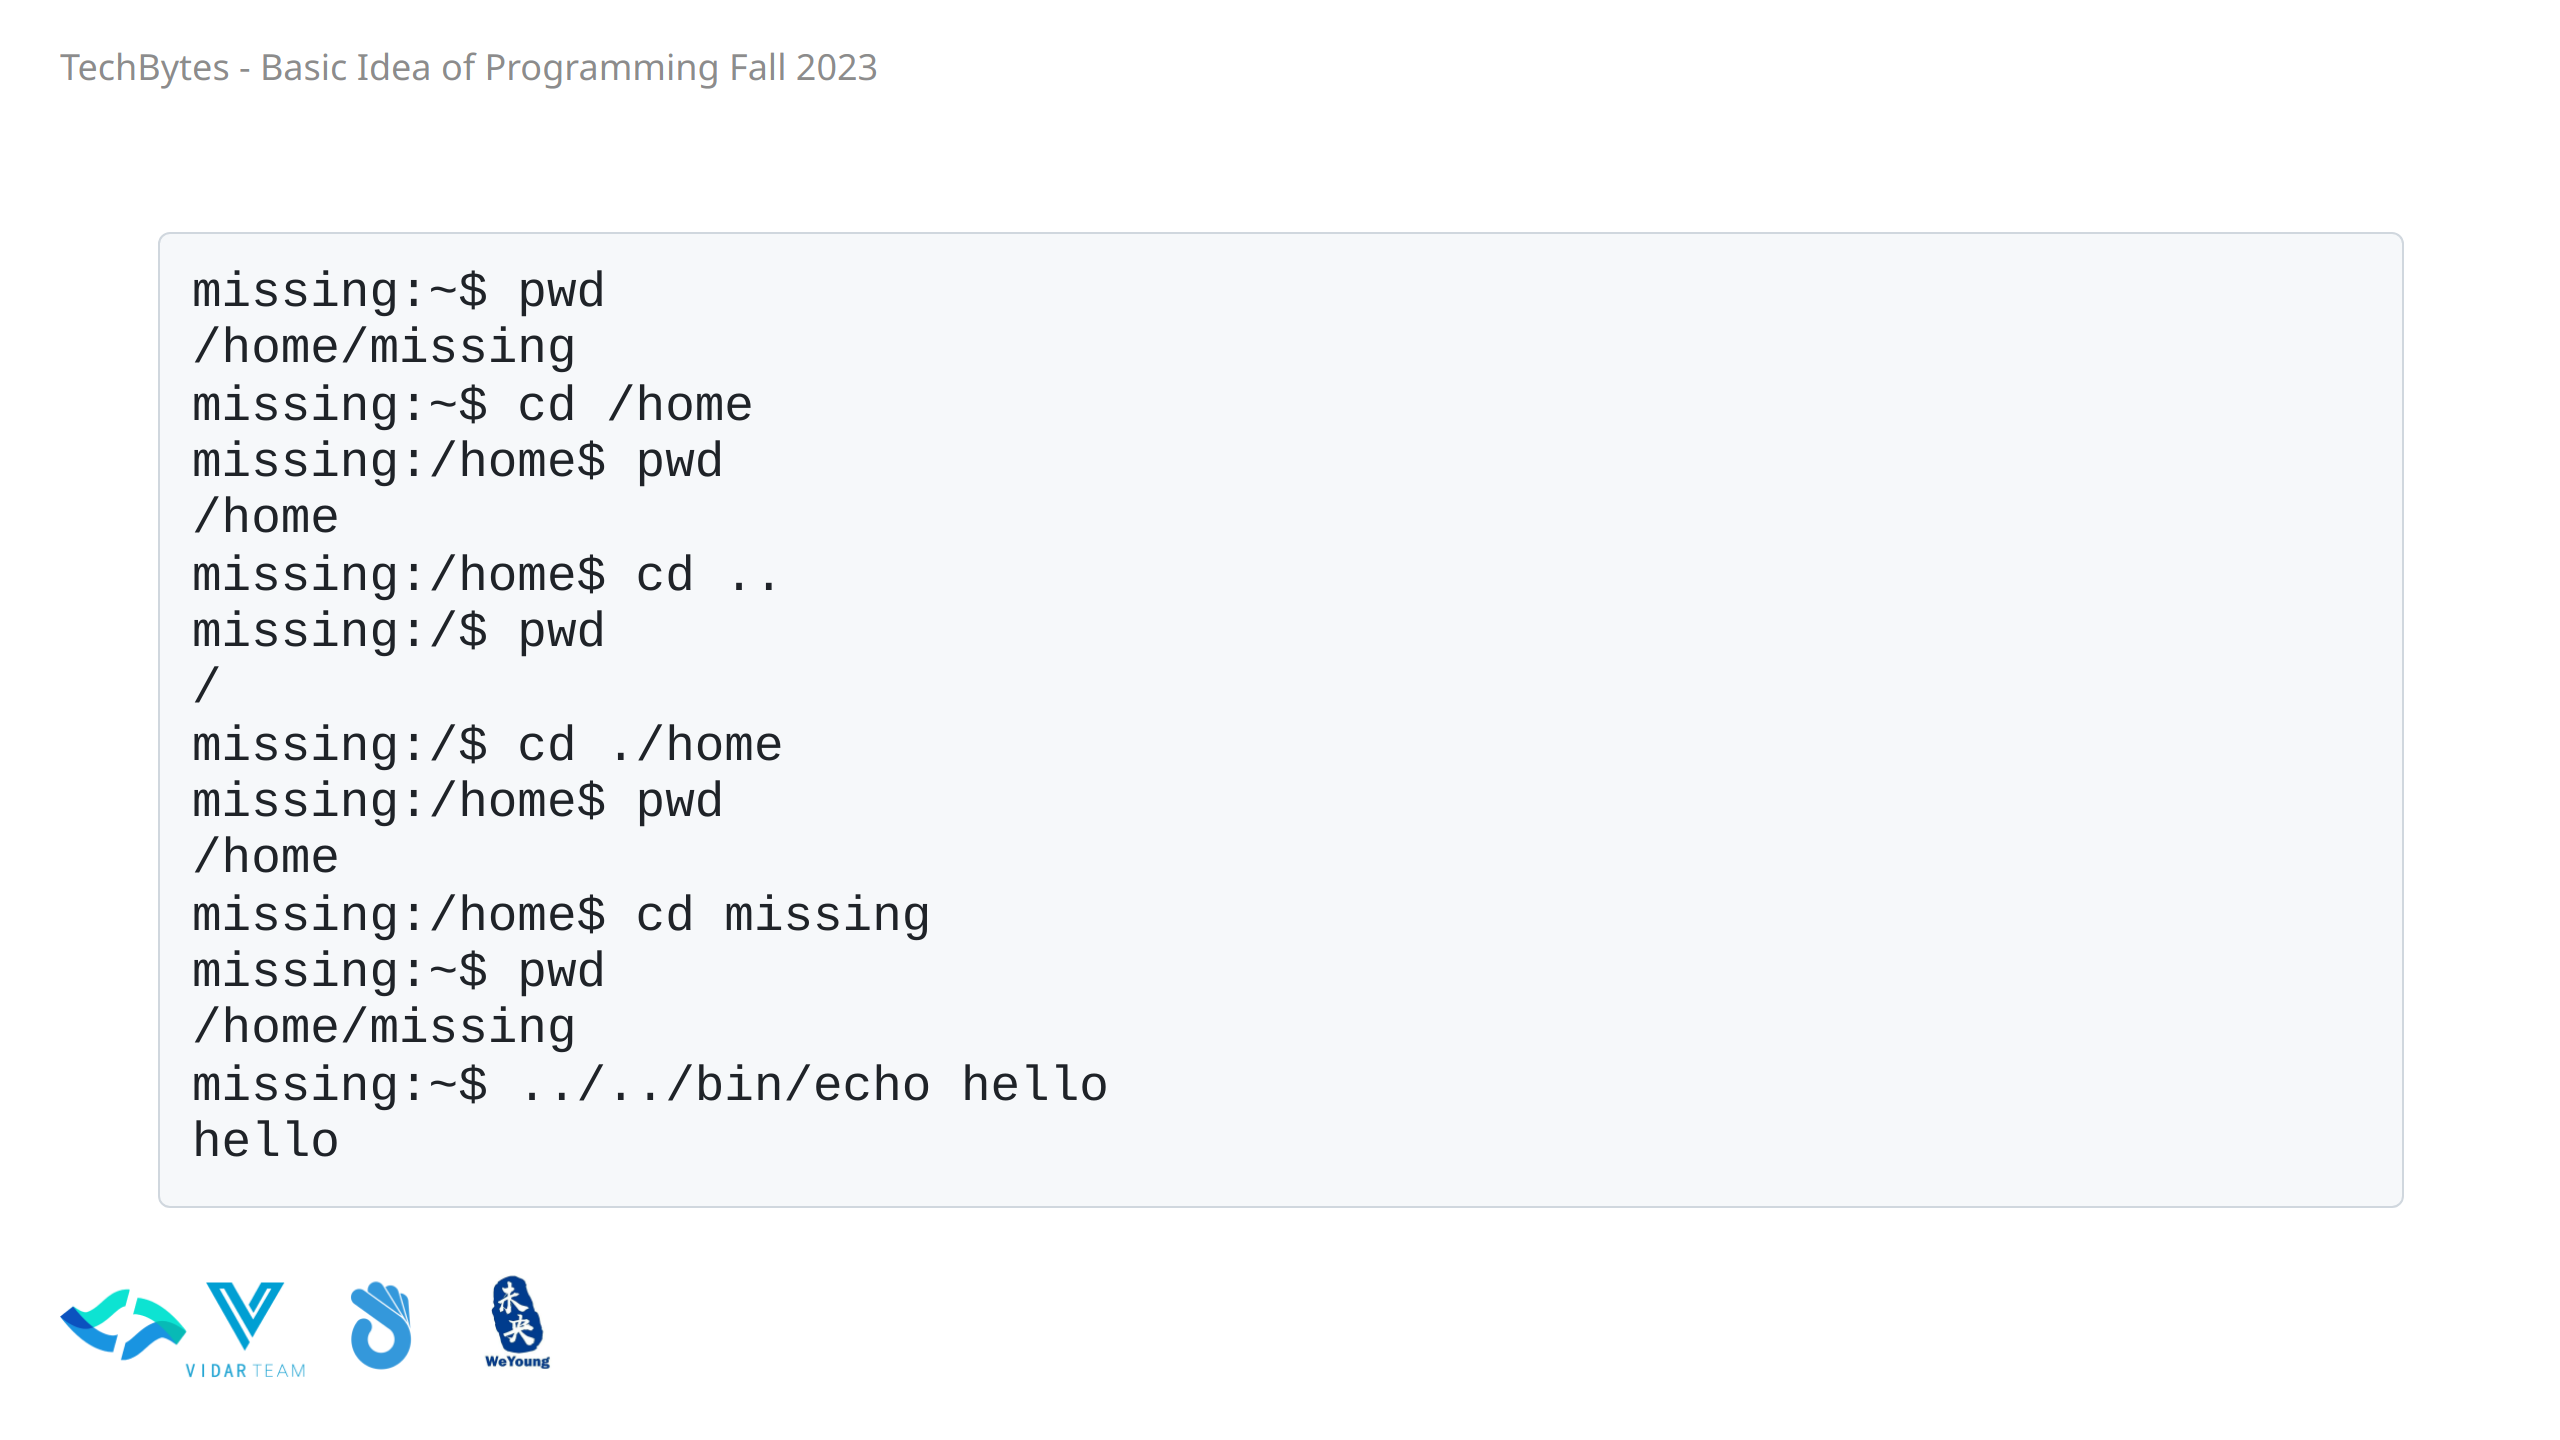 TechBytes - Basic Idea of Programming Fall 2023
missing:~$ pwd
/home/missing
missing:~$ cd /home
missing:/home$ pwd
/home
missing:/home$ cd ..
missing:/$ pwd
/
missing:/$ cd ./home
missing:/home$ pwd
/home
missing:/home$ cd missing
missing:~$ pwd
/home/missing
missing:~$ ../../bin/echo hello
hello
VIDAR TEAM
未央
WeYoung